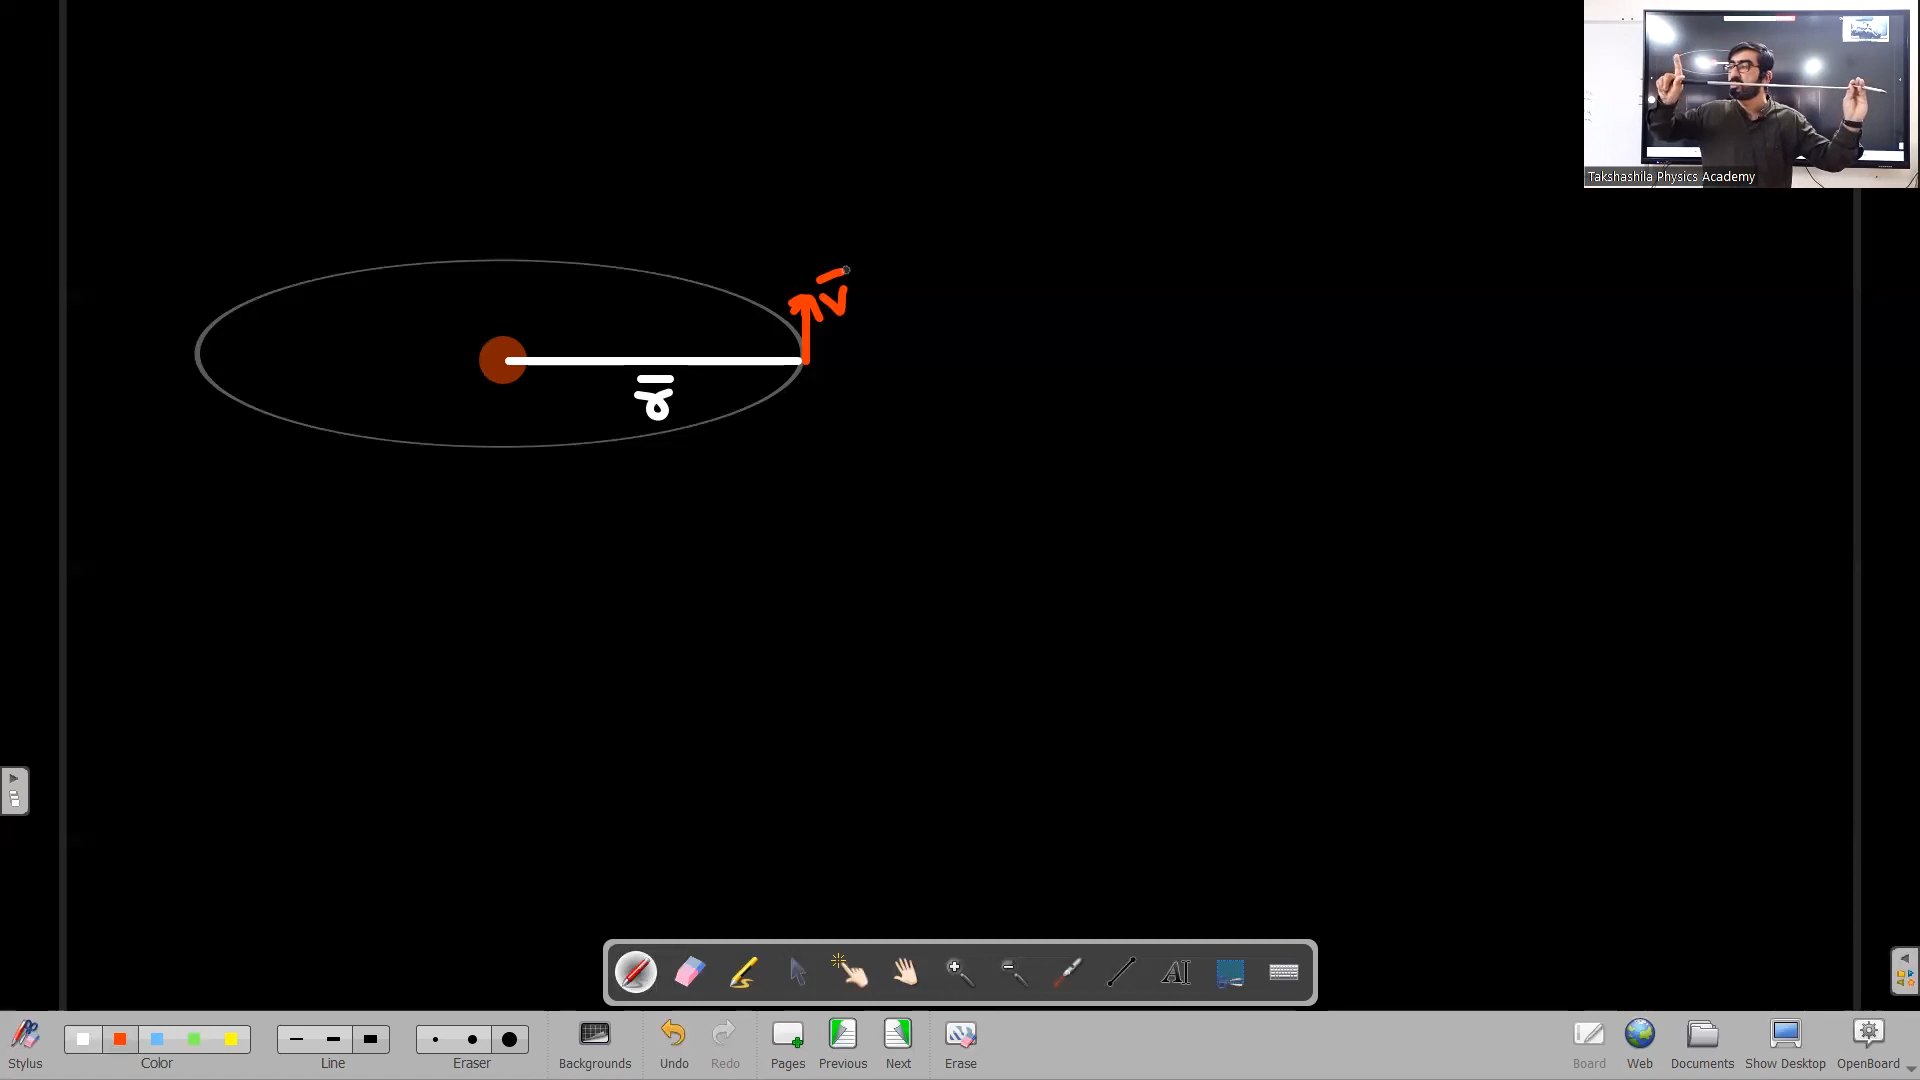 Takshashila Physics Academy
v̄
r̄
Stylus
Color
Line
Eraser
Backgrounds
Undo
Redo
Pages
Previous
Next
Erase
Board
Web
Documents
Show Desktop
OpenBoard